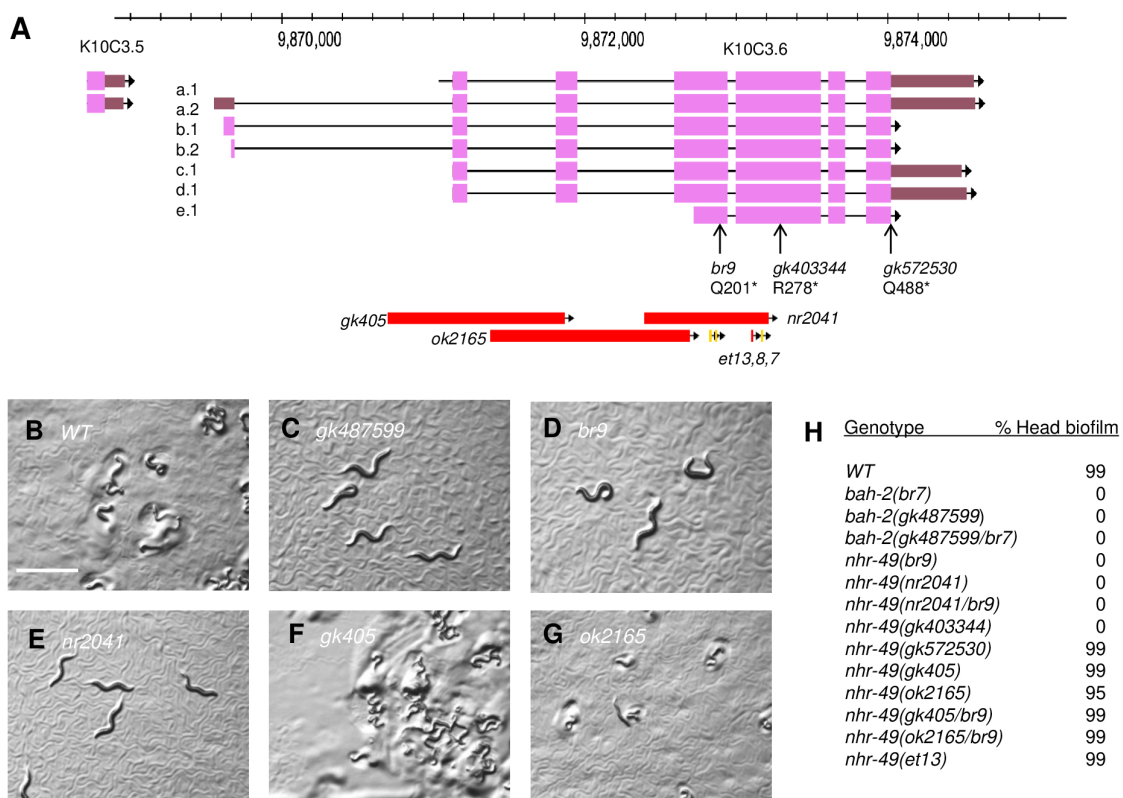 A
9,870,000 9,872,000 9,874,000
K10C3.5 K10C3.6
a.1
a.2
b.1
b.2
c.1
d.1
e.1
br9 gk403344 gk572530
Q201* R278* Q488*
gk405 nr2041
ok2165
et13,8,7
B WT
C gk487599
D br9
E nr2041
F gk405
G ok2165
H Genotype % Head biofilm
WT 99
bah-2(br7) 0
bah-2(gk487599) 0
bah-2(gk487599/br7) 0
nhr-49(br9) 0
nhr-49(nr2041) 0
nhr-49(nr2041/br9) 0
nhr-49(gk403344) 0
nhr-49(gk572530) 99
nhr-49(gk405) 99
nhr-49(ok2165) 95
nhr-49(gk405/br9) 99
nhr-49(ok2165/br9) 99
nhr-49(et13) 99